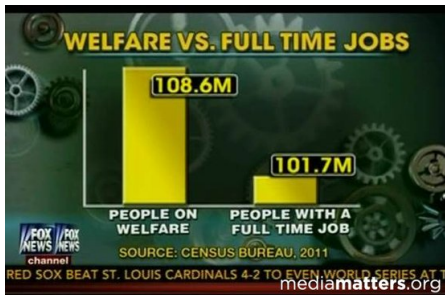 WELFARE VS. FULL TIME JOBS
108.6M
101.7M
PEOPLE ON
WELFARE
PEOPLE WITH A
FULL TIME JOB
SOURCE: CENSUS BUREAU, 2011
FOX
NEWS
channel
FOX
NEWS
RED SOX BEAT ST. LOUIS CARDINALS 4-2 TO EVEN WORLD SERIES AT
mediamatters.org